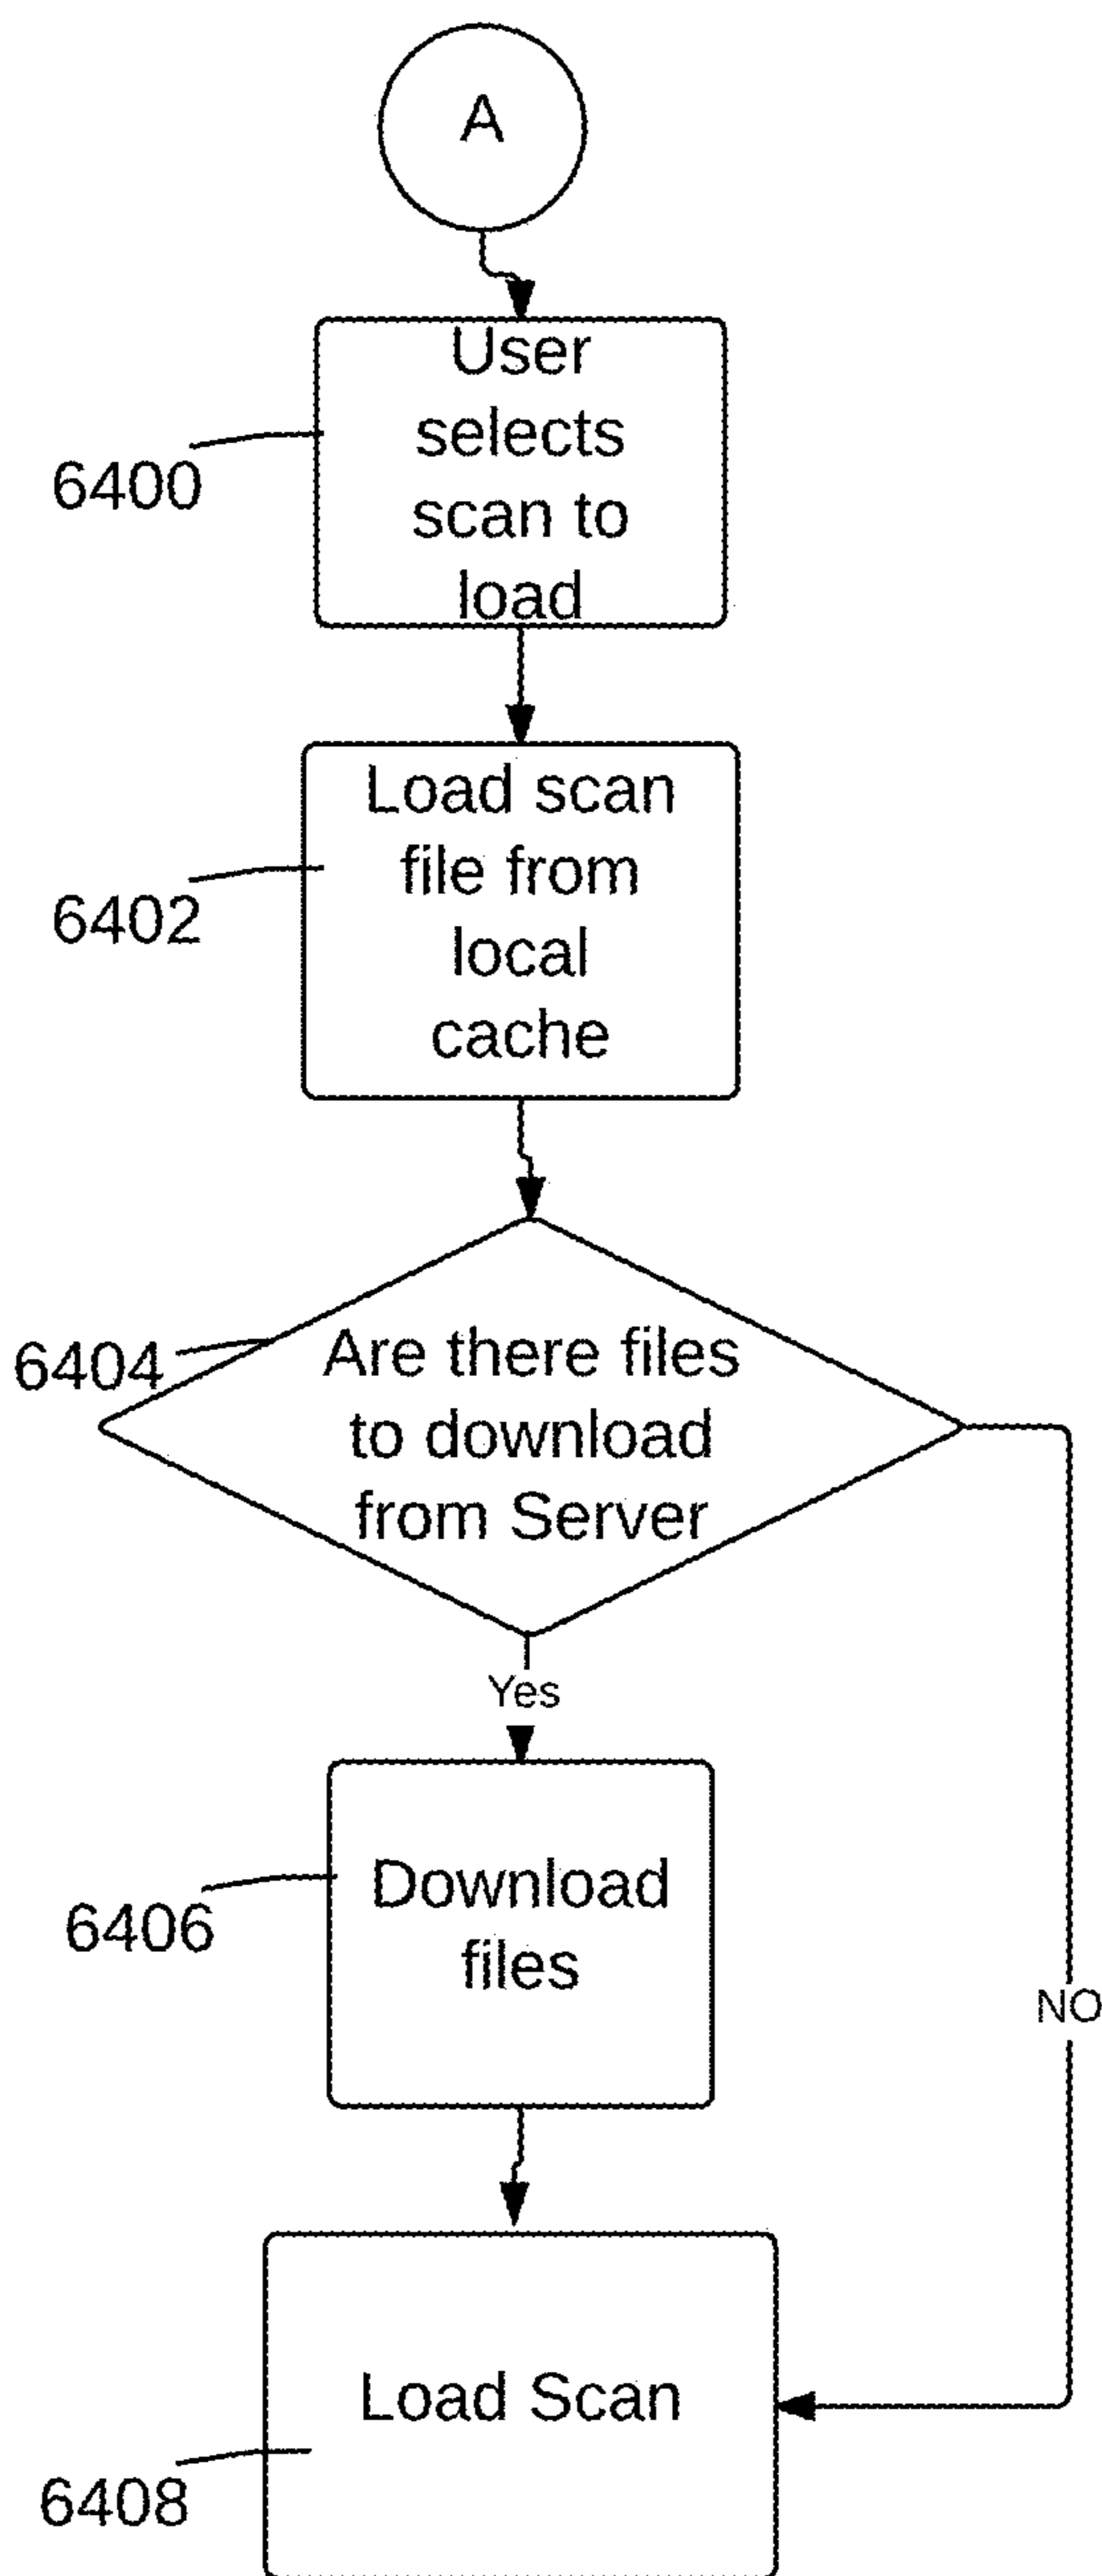 A
User
selects
scan to
load
6400
Load scan
file from
local
cache
6402
Are there files
to download
from Server
6404
Yes
Download
files
6406
NO
Load Scan
6408